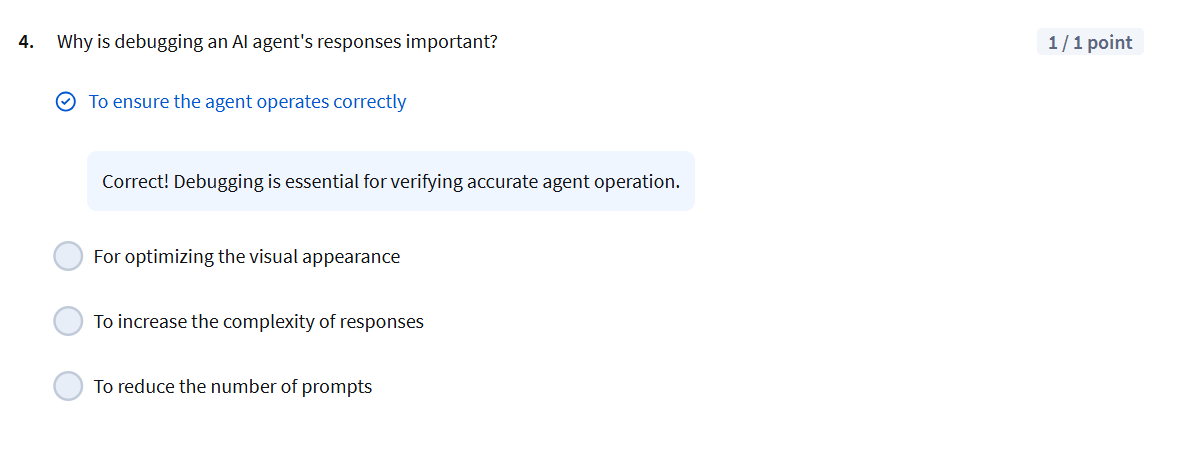 4. Why is debugging an AI agent's responses important?
1 / 1 point
To ensure the agent operates correctly
Correct! Debugging is essential for verifying accurate agent operation.
For optimizing the visual appearance
To increase the complexity of responses
To reduce the number of prompts